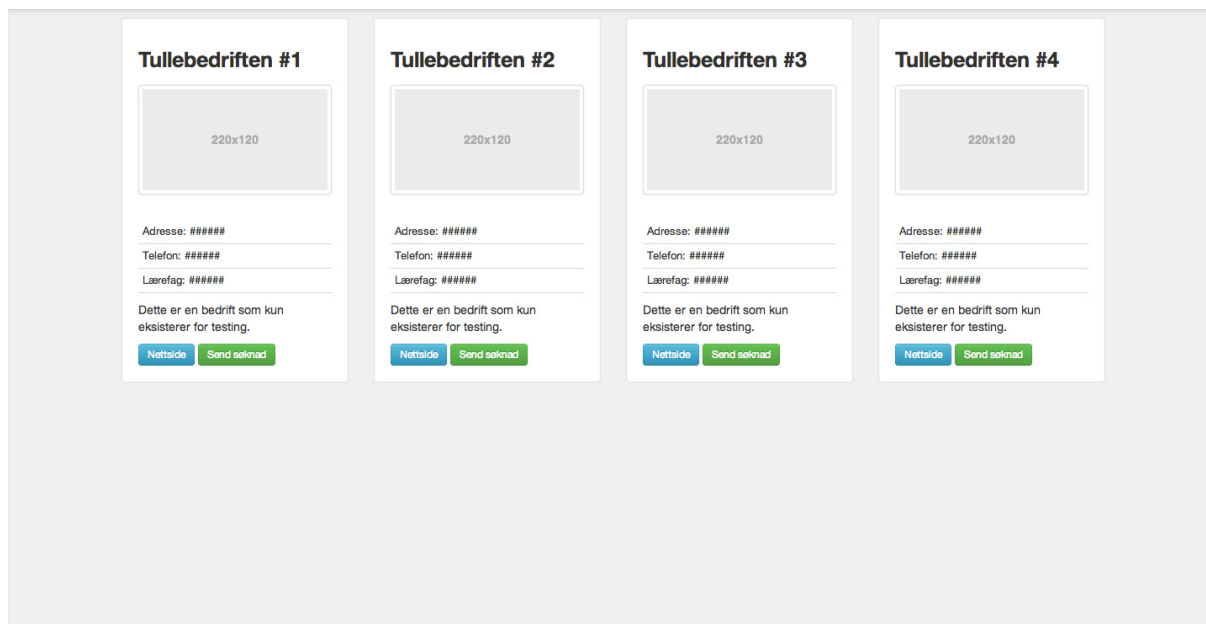 Tullebedriften #1
220x120
Adresse: ######
Telefon: ######
Lærefag: ######
Dette er en bedrift som kun
eksisterer for testing.
Nettside Send søknad
Tullebedriften #2
220x120
Adresse: ######
Telefon: ######
Lærefag: ######
Dette er en bedrift som kun
eksisterer for testing.
Nettside Send søknad
Tullebedriften #3
220x120
Adresse: ######
Telefon: ######
Lærefag: ######
Dette er en bedrift som kun
eksisterer for testing.
Nettside Send søknad
Tullebedriften #4
220x120
Adresse: ######
Telefon: ######
Lærefag: ######
Dette er en bedrift som kun
eksisterer for testing.
Nettside Send søknad